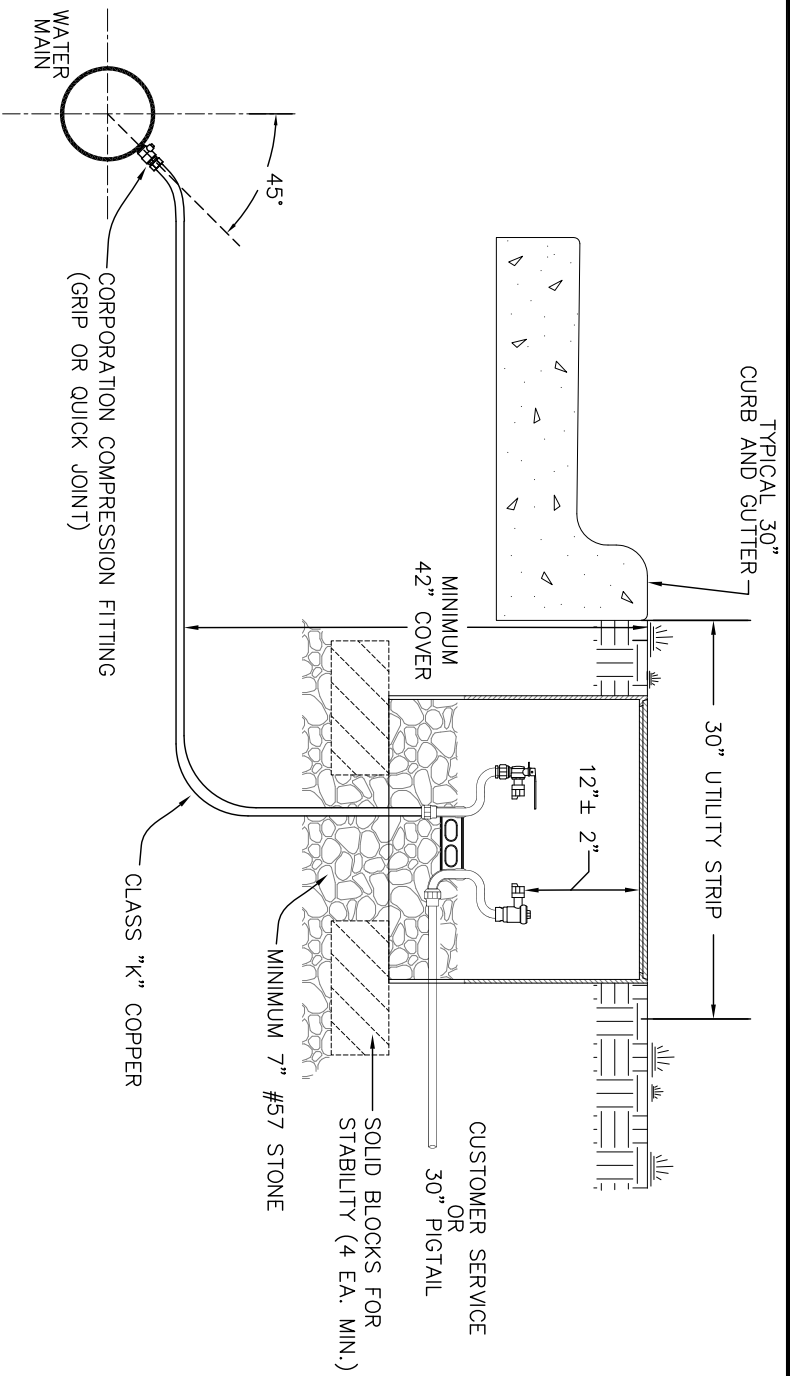 TYPICAL 30"
CURB AND GUTTER
30" UTILITY STRIP
12"± 2"
MINIMUM
42" COVER
45°
WATER
MAIN
CORPORATION COMPRESSION FITTING
(GRIP OR QUICK JOINT)
CLASS "K" COPPER
MINIMUM 7" #57 STONE
SOLID BLOCKS FOR
STABILITY (4 EA. MIN.)
CUSTOMER SERVICE
OR
30" PIGTAIL